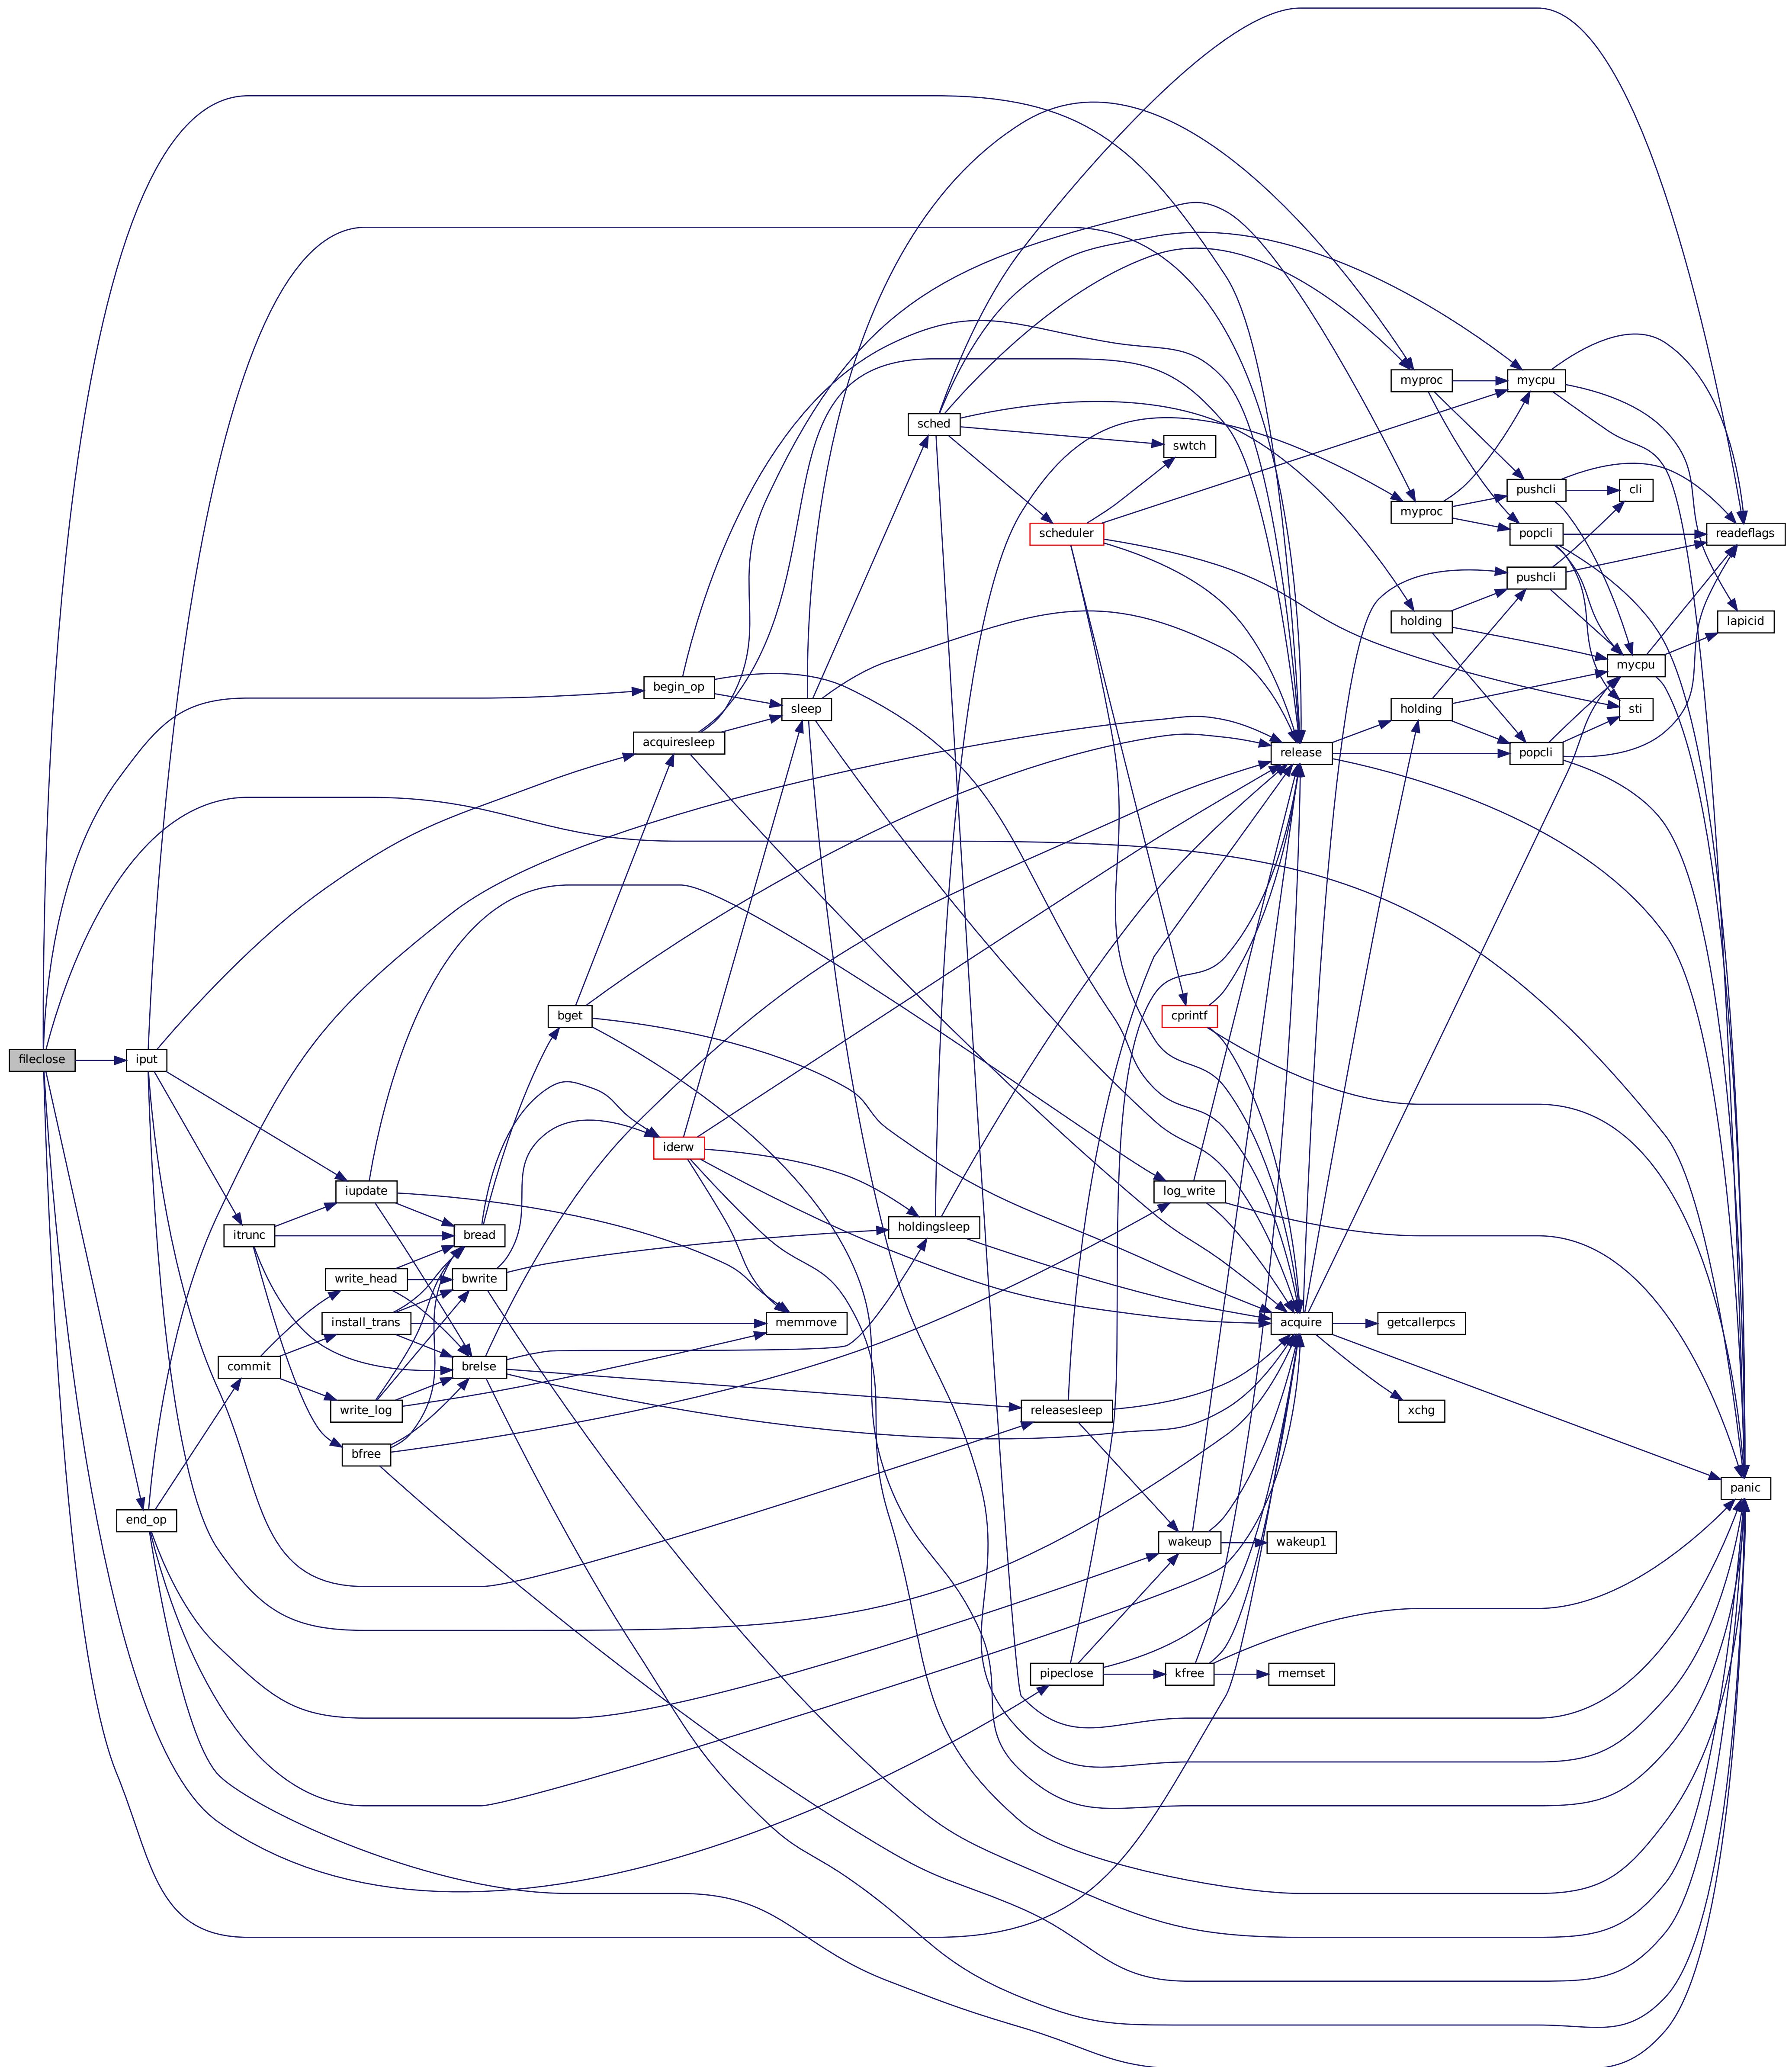 myproc
mycpu
sched
swtch
pushcli
cli
myproc
scheduler
popcli
readeflags
pushcli
holding
lapicid
mycpu
begin_op
sleep
holding
sti
acquiresleep
release
popcli
bget
cprintf
fileclose
iput
iderw
iupdate
log_write
itrunc
bread
holdingsleep
write_head
bwrite
install_trans
memmove
acquire
getcallerpcs
commit
brelse
write_log
releasesleep
xchg
bfree
panic
end_op
wakeup
wakeup1
pipeclose
kfree
memset